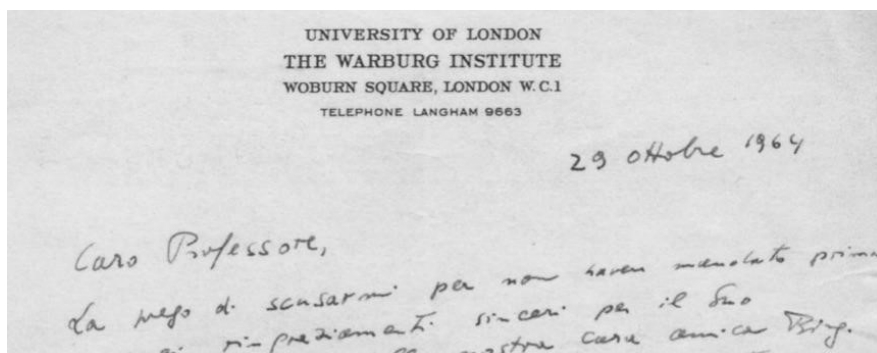 UNIVERSITY OF LONDON
THE WARBURG INSTITUTE
WOBURN SQUARE, LONDON W.C.1
TELEPHONE LANGHAM 9663
29 ottobre 1964
Caro Professore,
La prego di scusarmi per non haver mandato prima
ringraziamenti sinceri per il Suo
nostra cara amica Bing.